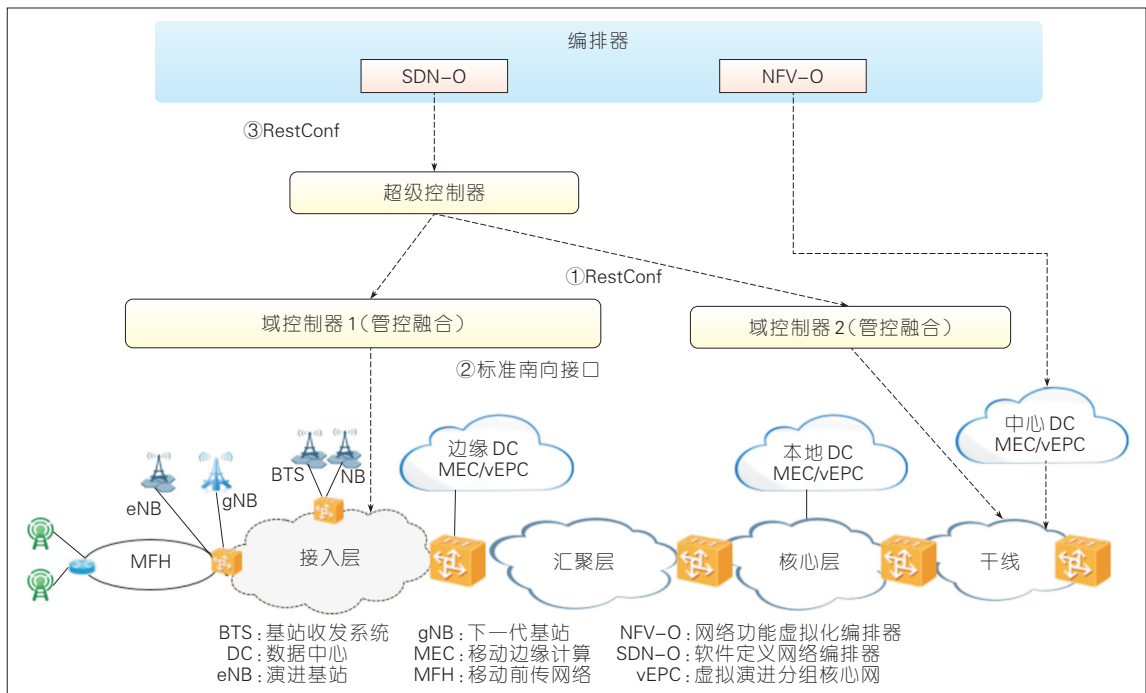 编排器
SDN-O
NFV-O
③RestConf
超级控制器
①RestConf
域控制器1(管控融合)
域控制器2(管控融合)
②标准南向接口
中心DC
MEC/vEPC
边缘DC
MEC/vEPC
本地DC
MEC/vEPC
BTS
NB
eNB
gNB
MFH
接入层
汇聚层
核心层
干线
BTS:基站收发系统
gNB:下一代基站
NFV-O:网络功能虚拟化编排器
DC:数据中心
MEC:移动边缘计算
SDN-O:软件定义网络编排器
eNB:演进基站
MFH:移动前传网络
vEPC:虚拟演进分组核心网